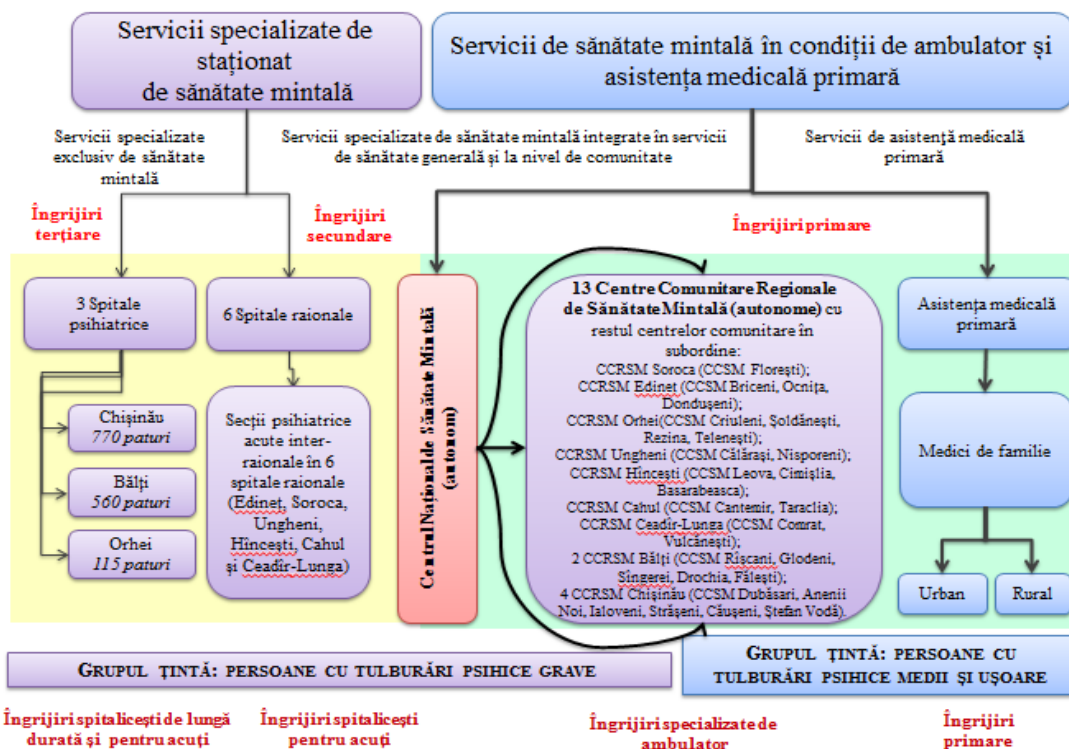 Servicii specializate de
staționat
de sănătate mintală
Servicii de sănătate mintală în condiții de ambulator și
asistența medicală primară
Servicii specializate
exclusiv de sănătate
mintală
Servicii specializate de sănătate mintală integrate în servicii
de sănătate generală și la nivel de comunitate
Servicii de asistență medicală
primară
Îngrijiri
terțiare
Îngrijiri
secundare
Îngrijiri primare
3 Spitale
psihiatrice
6 Spitale raionale
Chișinău
770 paturi
Bălți
560 paturi
Orhei
115 paturi
Secții psihiatrice
acute inter-
raionale în 6
spitale raionale
(Edineț, Soroca,
Ungheni,
Hîncești, Cahul
și Ceadîr-Lunga)
Centrul Național de Sănătate Mintală
(autonom)
13 Centre Comunitare Regionale
de Sănătate Mintală (autonome) cu
restul centrelor comunitare în
subordine:
CCRSM Soroca (CCSM Florești);
CCRSM Edineț (CCSM Briceni, Ocnița,
Dondușeni);
CCRSM Orhei(CCSM Criuleni, Șoldănești,
Rezina, Telenești);
CCRSM Ungheni (CCSM Călărași, Nisporeni);
CCRSM Hîncești (CCSM Leova, Cimișlia,
Basarabeasca);
CCRSM Cahul (CCSM Cantemir, Taraclia);
CCRSM Ceadîr-Lunga (CCSM Comrat,
Vulcănești);
2 CCRSM Bălți (CCSM Rîșcani, Glodeni,
Sîngerei, Drochia, Fălești);
4 CCRSM Chișinău (CCSM Dubăsari, Anenii
Noi, Ialoveni, Strășeni, Căușeni, Ștefan Vodă).
Asistența medicală
primară
Medici de familie
Urban
Rural
GRUPUL ȚINTĂ: PERSOANE CU TULBURĂRI PSIHICE GRAVE
GRUPUL ȚINTĂ: PERSOANE CU
TULBURĂRI PSIHICE MEDII ȘI UȘOARE
Îngrijiri spitalicești de lungă
durată și pentru acuți
Îngrijiri spitalicești
pentru acuți
Îngrijiri specializate de
ambulator
Îngrijiri
primare